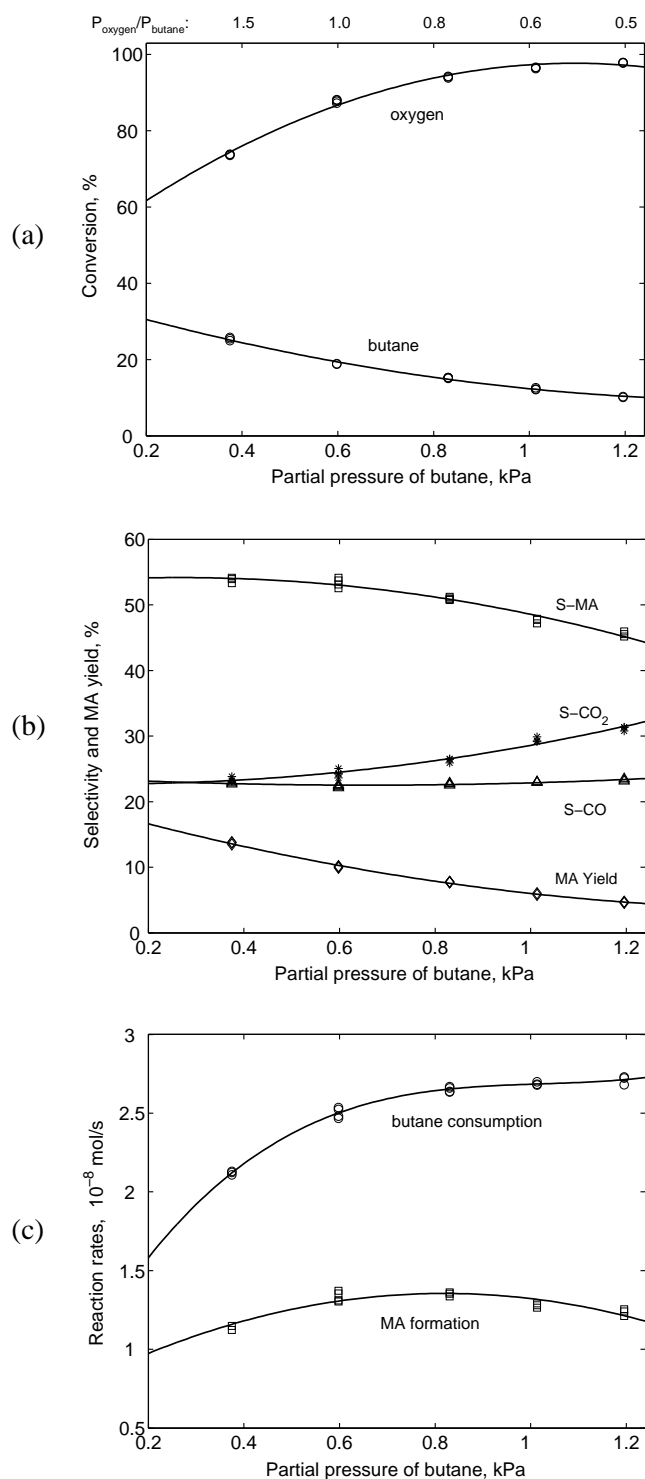 P_oxygen/P_butane: 1.5 1.0 0.8 0.6 0.5
100
80
60
40
20
0
Conversion, %
oxygen
butane
(a)
0.2 0.4 0.6 0.8 1 1.2
Partial pressure of butane, kPa
60
50
40
30
20
10
0
Selectivity and MA yield, %
S−MA
S−CO₂
S−CO
MA Yield
(b)
0.2 0.4 0.6 0.8 1 1.2
Partial pressure of butane, kPa
3
2.5
2
1.5
1
0.5
Reaction rates, 10⁻⁸ mol/s
butane consumption
MA formation
(c)
0.2 0.4 0.6 0.8 1 1.2
Partial pressure of butane, kPa